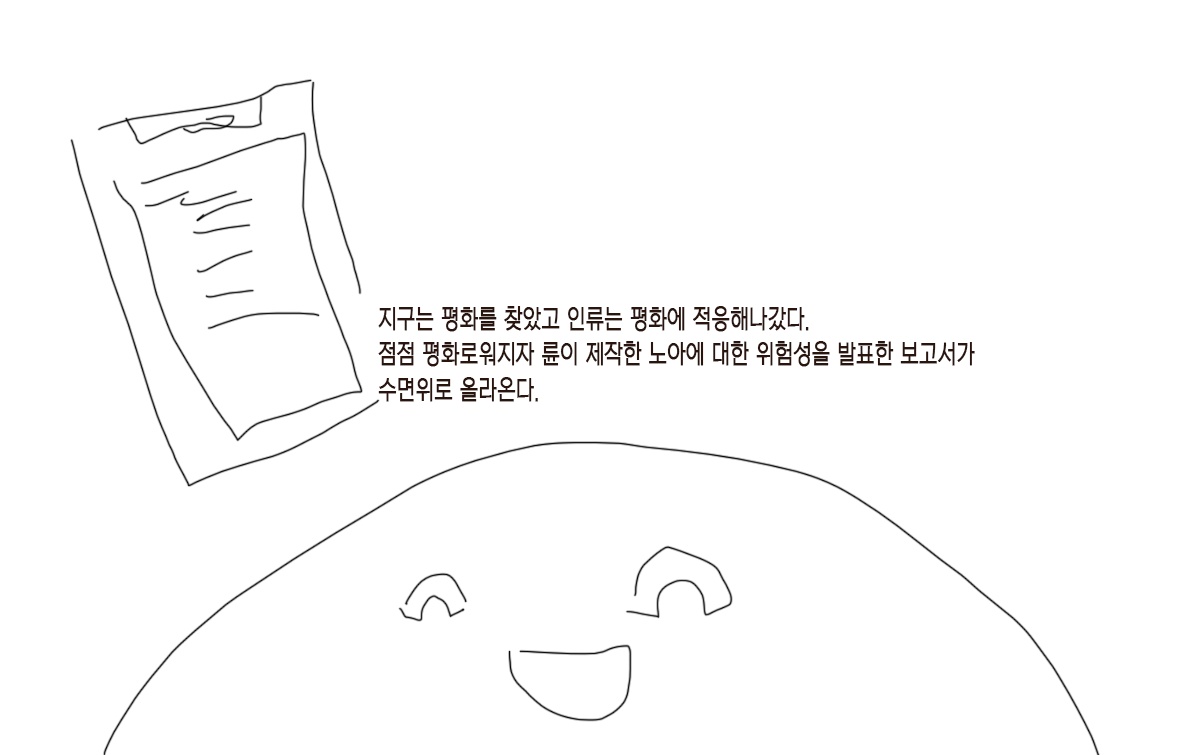 지구는 평화를 찾았고 인류는 평화에 적응해나갔다.
점점 평화로워지자 륜이 제작한 노아에 대한 위험성을 발표한 보고서가
수면위로 올라온다.